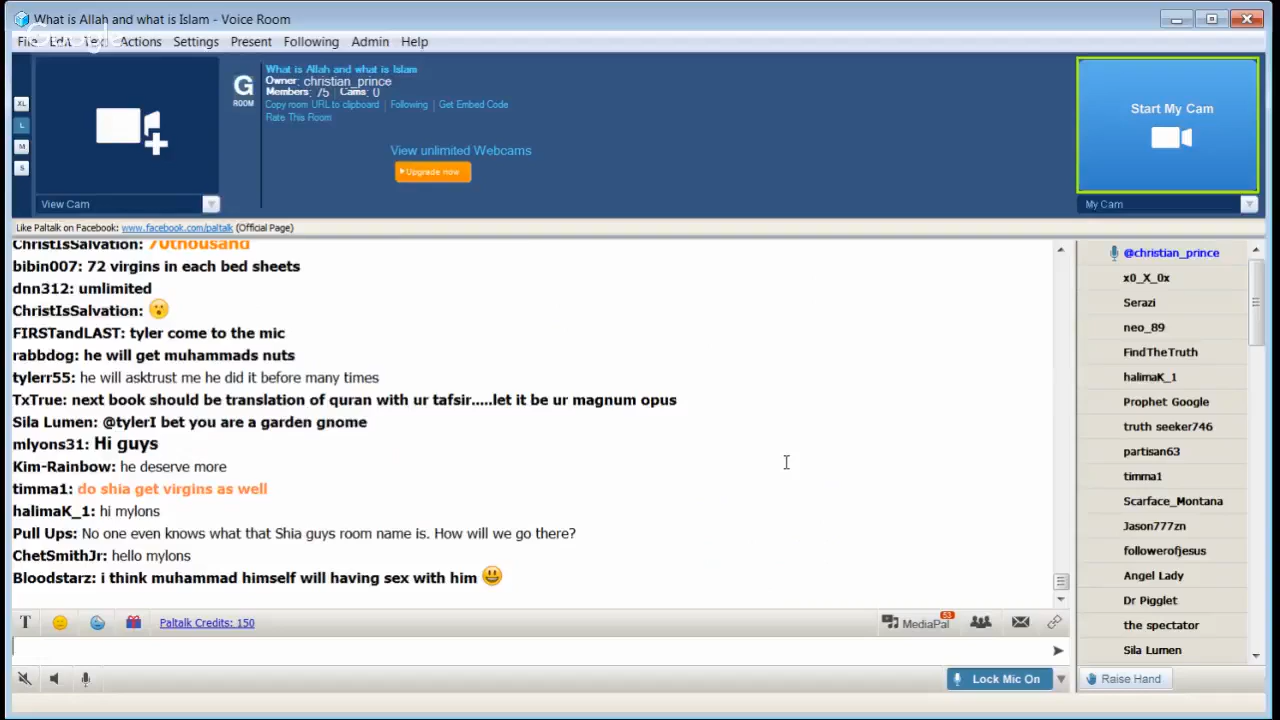 What is Allah and what is Islam - Voice Room
File Edit Text Actions Settings Present Following Admin Help
Google
XL
L
M
S
View Cam
G
ROOM
What is Allah and what is Islam
Owner: christian_prince
Members: 75 | Cams: 0
Copy room URL to clipboard | Following | Get Embed Code
Rate This Room
View unlimited Webcams
Upgrade now
Start My Cam
My Cam
Like Paltalk on Facebook: www.facebook.com/paltalk (Official Page)
ChristIsSalvation: 70thousand
bibin007: 72 virgins in each bed sheets
dnn312: umlimited
ChristIsSalvation:
FIRSTandLAST: tyler come to the mic
rabbdog: he will get muhammads nuts
tylerr55: he will asktrust me he did it before many times
TxTrue: next book should be translation of quran with ur tafsir.....let it be ur magnum opus
Sila Lumen: @tylerI bet you are a garden gnome
mlyons31: Hi guys
Kim-Rainbow: he deserve more
timma1: do shia get virgins as well
halimaK_1: hi mylons
Pull Ups: No one even knows what that Shia guys room name is. How will we go there?
ChetSmithJr: hello mylons
Bloodstarz: i think muhammad himself will having sex with him
@christian_prince
x0_X_0x
Serazi
neo_89
FindTheTruth
halimaK_1
Prophet Google
truth seeker746
partisan63
timma1
Scarface_Montana
Jason777zn
followerofjesus
Angel Lady
Dr Pigglet
the spectator
Sila Lumen
T
Paltalk Credits: 150
MediaPal
53
Lock Mic On
Raise Hand